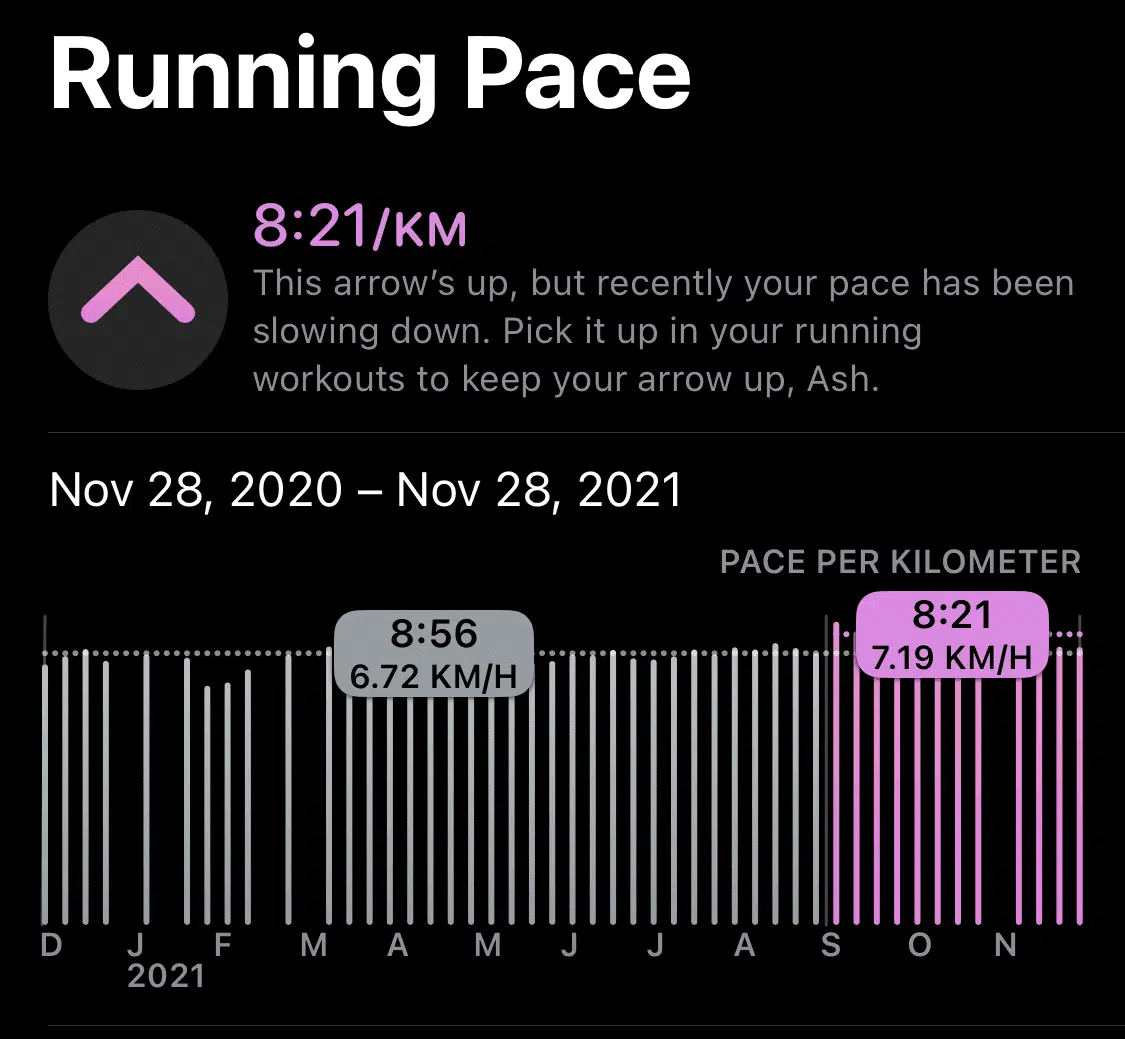 Running Pace
8:21/KM
This arrow’s up, but recently your pace has been
slowing down. Pick it up in your running
workouts to keep your arrow up, Ash.
Nov 28, 2020 – Nov 28, 2021
PACE PER KILOMETER
8:56
6.72 KM/H
8:21
7.19 KM/H
D J F M A M J J A S O N
2021